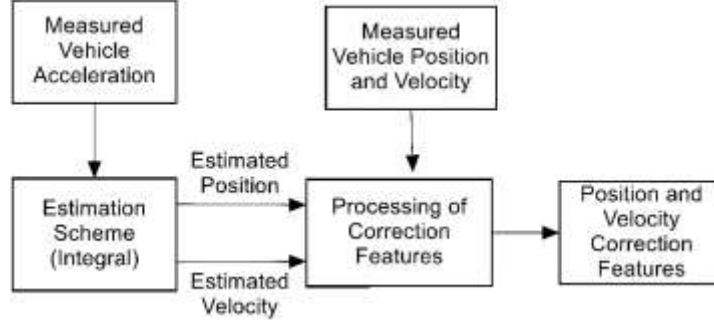 Measured
Vehicle
Acceleration
Measured
Vehicle Position
and Velocity
Estimated
Position
Estimation
Scheme
(Integral)
Processing of
Correction
Features
Position and
Velocity
Correction
Features
Estimated
Velocity